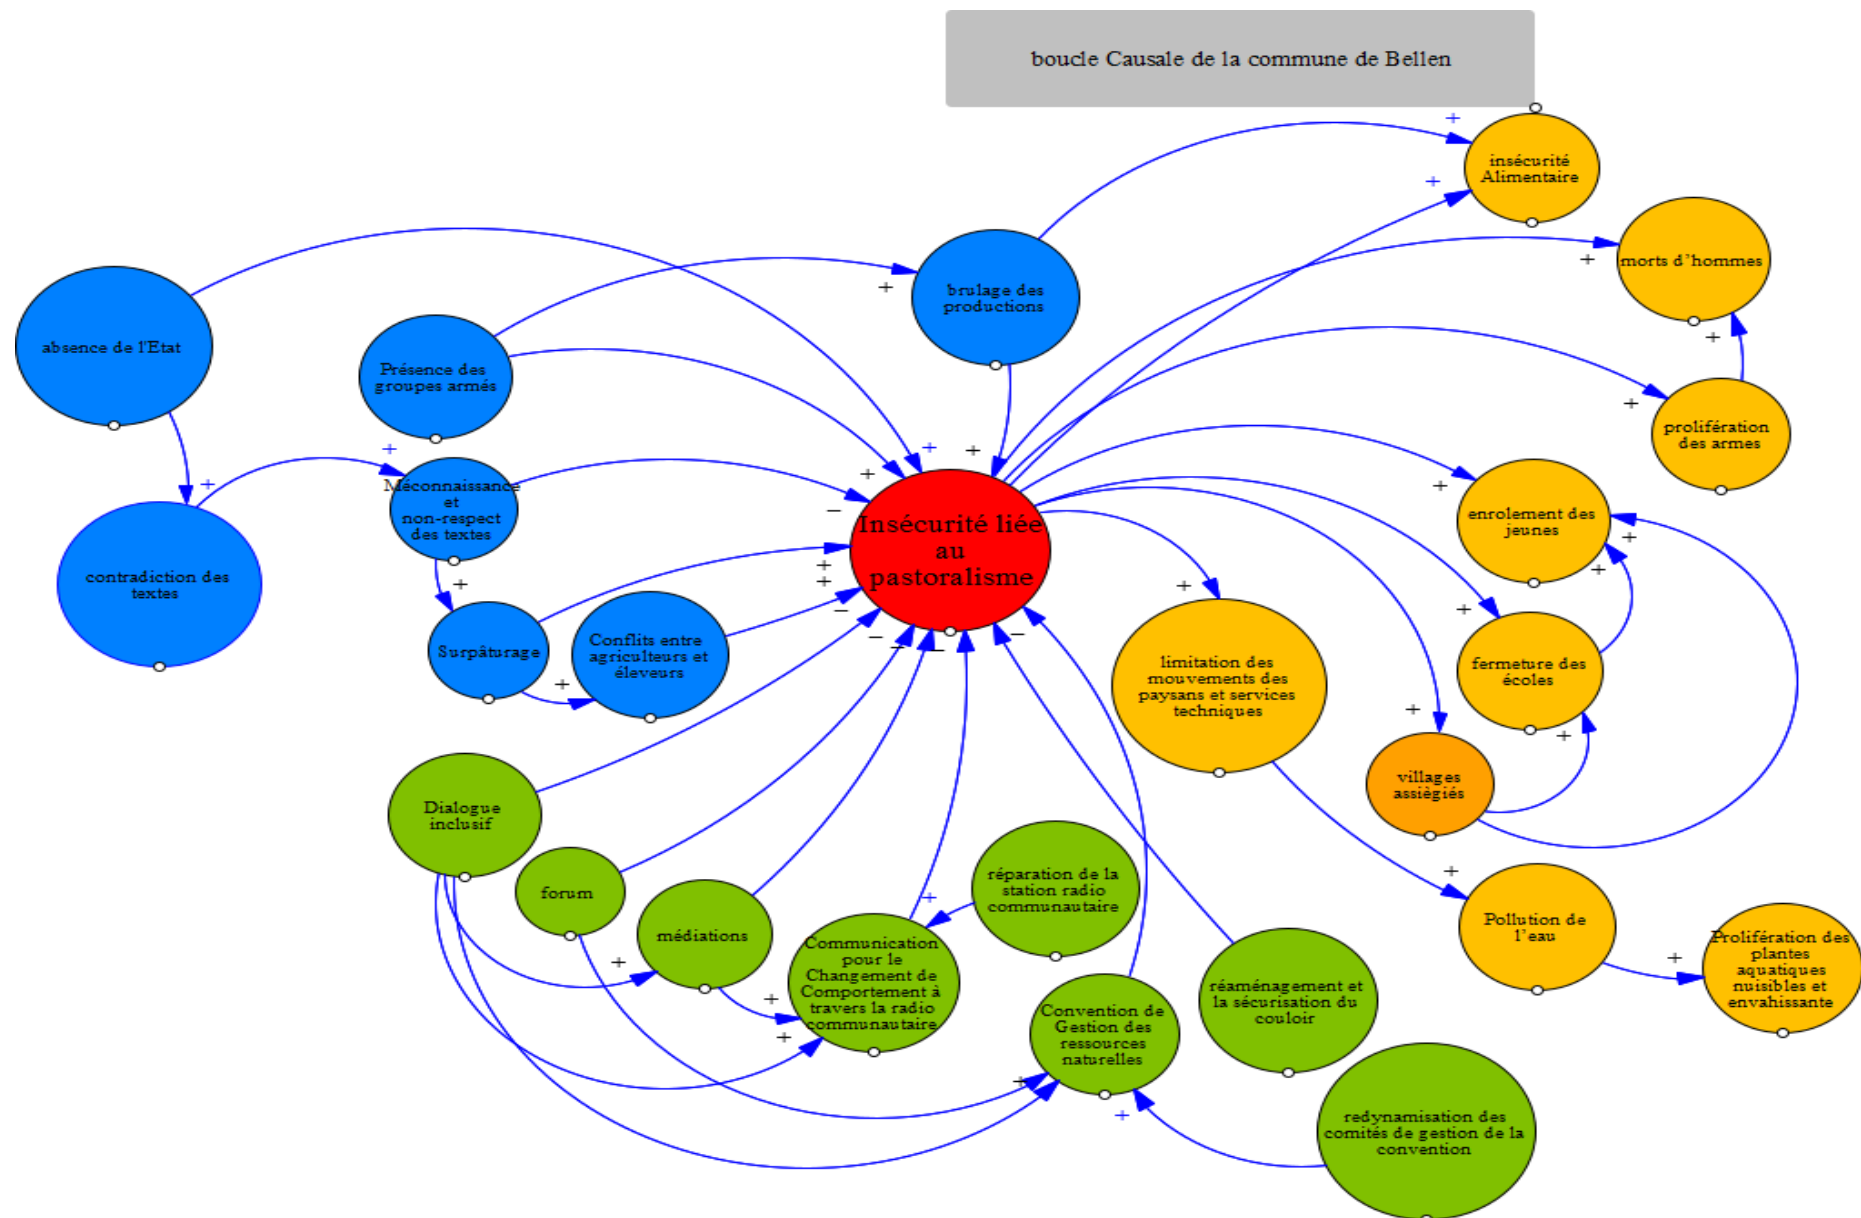 boucle Causale de la commune de Bellen
insécurité
Alimentaire
morts d'hommes
brulage des
productions
absence de l'Etat
Présence des
groupes armés
prolifération
des armes
Méconnaissance
et
non-respect
des textes
Insécurité liée
au
pastoralisme
enrolement des
jeunes
contradiction des
textes
Surpâturage
Conflits entre
agriculteurs et
éleveurs
limitation des
mouvements des
paysans et services
techniques
fermeture des
écoles
villages
assiègiés
Dialogue
inclusif
forum
médiations
réparation de la
station radio
communautaire
Communication
pour le
Changement de
Comportement à
travers la radio
communautaire
Convention de
Gestion des
ressources
naturelles
réaménagement et
la sécurisation du
couloir
Pollution de
l'eau
Prolifération des
plantes
aquatiques
nuisibles et
envahissante
redynamisation des
comités de gestion de la
convention